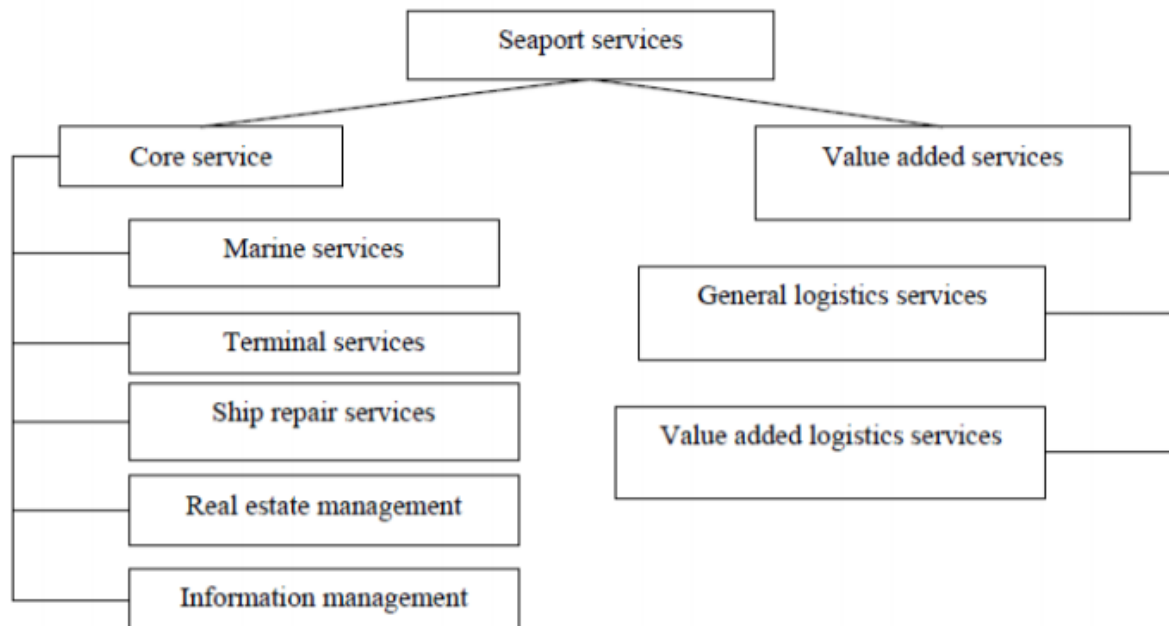 Seaport services
Core service
Value added services
Marine services
General logistics services
Terminal services
Ship repair services
Value added logistics services
Real estate management
Information management